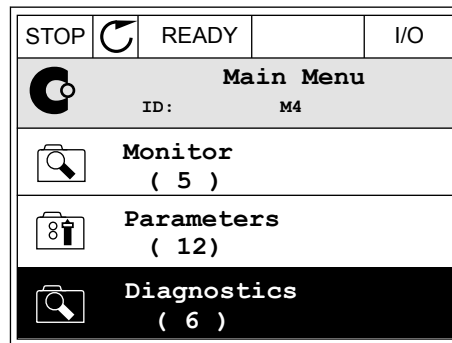 STOP READY I/O
Main Menu
ID: M4
Monitor
( 5 )
Parameters
( 12)
Diagnostics
( 6 )